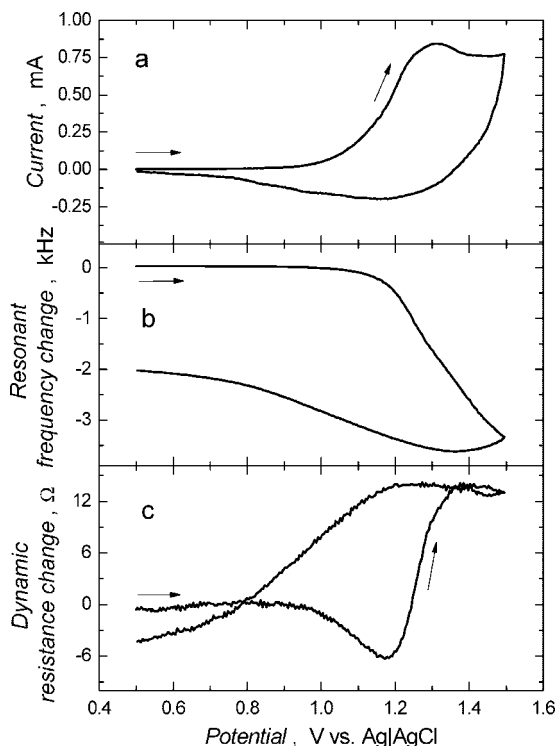 1.00
0.75
0.50
0.25
0.00
-0.25
Current , mA
a
0
-1
-2
-3
Resonant
frequency change , kHz
b
12
6
0
-6
Dynamic
resistance change , Ω
c
0.4 0.6 0.8 1.0 1.2 1.4 1.6
Potential , V vs. Ag|AgCl